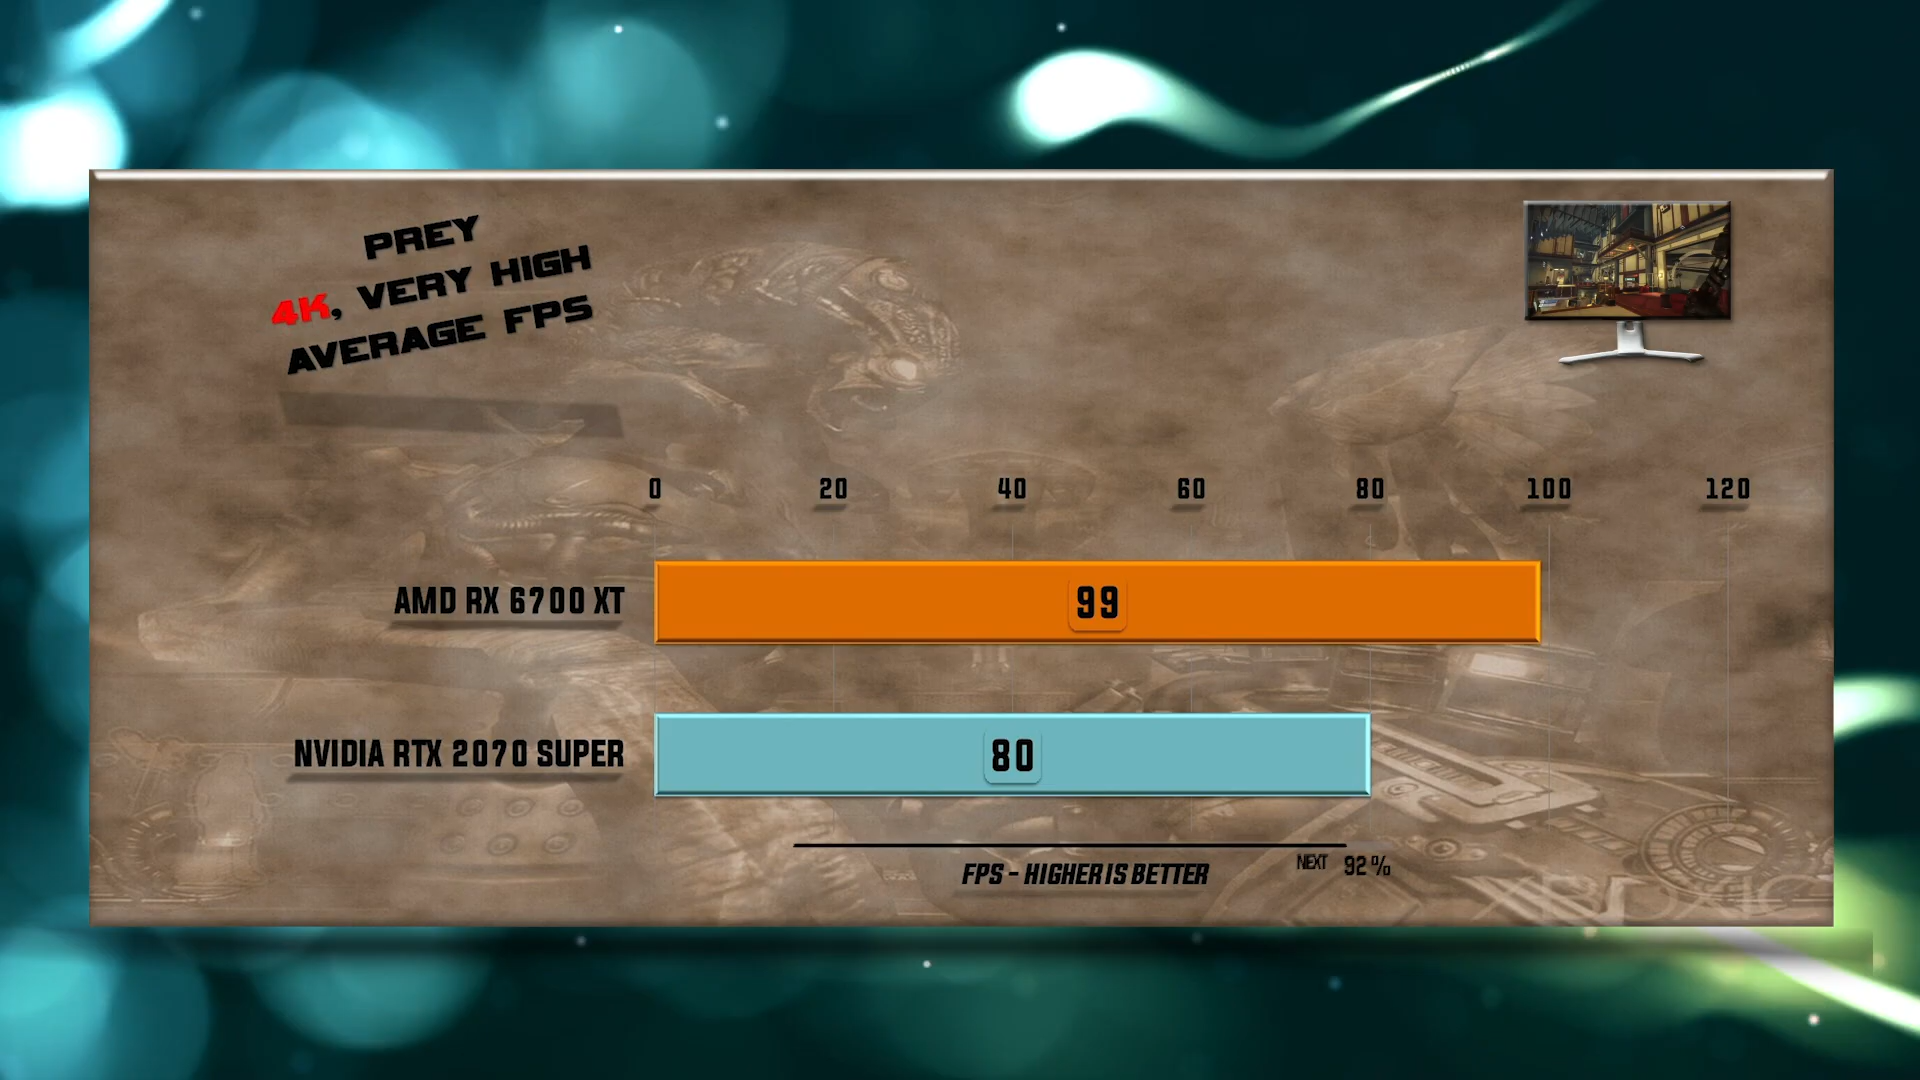 PREY
4K, VERY HIGH
AVERAGE FPS
0 20 40 60 80 100 120
AMD RX 6700 XT 99
NVIDIA RTX 2070 SUPER 80
FPS - HIGHER IS BETTER
NEXT 92%